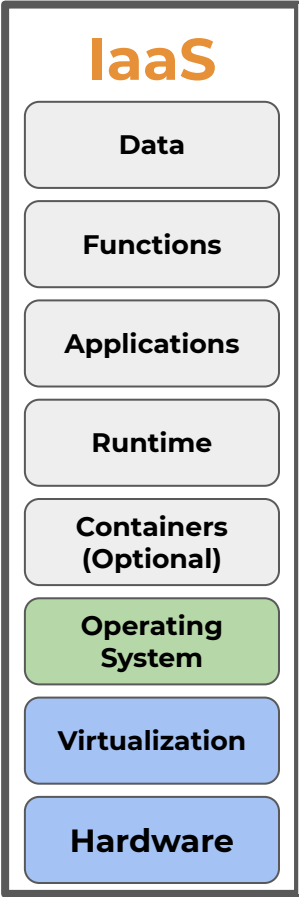 IaaS
Data
Functions
Applications
Runtime
Containers
(Optional)
Operating
System
Virtualization
Hardware